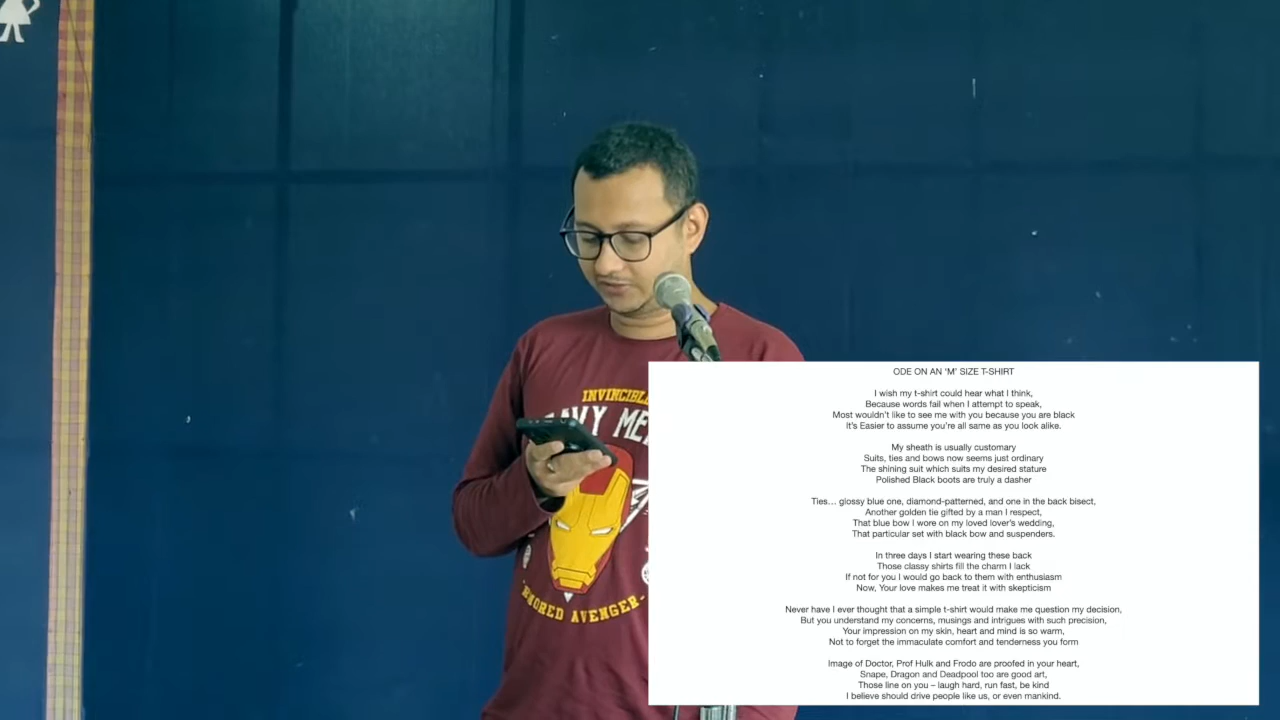 INVINCIBL
AVY ME
ORED AVENGER-
ODE ON AN 'M' SIZE T-SHIRT
I wish my t-shirt could hear what I think,
Because words fail when I attempt to speak,
Most wouldn't like to see me with you because you are black
It's Easier to assume you're all same as you look alike.
My sheath is usually customary
Suits, ties and bows now seems just ordinary
The shining suit which suits my desired stature
Polished Black boots are truly a dasher
Ties… glossy blue one, diamond-patterned, and one in the back bisect,
Another golden tie gifted by a man I respect,
That blue bow I wore on my loved lover's wedding,
That particular set with black bow and suspenders.
In three days I start wearing these back
Those classy shirts fill the charm I lack
If not for you I would go back to them with enthusiasm
Now, Your love makes me treat it with skepticism
Never have I ever thought that a simple t-shirt would make me question my decision,
But you understand my concerns, musings and intrigues with such precision,
Your impression on my skin, heart and mind is so warm,
Not to forget the immaculate comfort and tenderness you form
Image of Doctor, Prof Hulk and Frodo are proofed in your heart,
Snape, Dragon and Deadpool too are good art,
Those line on you – laugh hard, run fast, be kind
I believe should drive people like us, or even mankind.